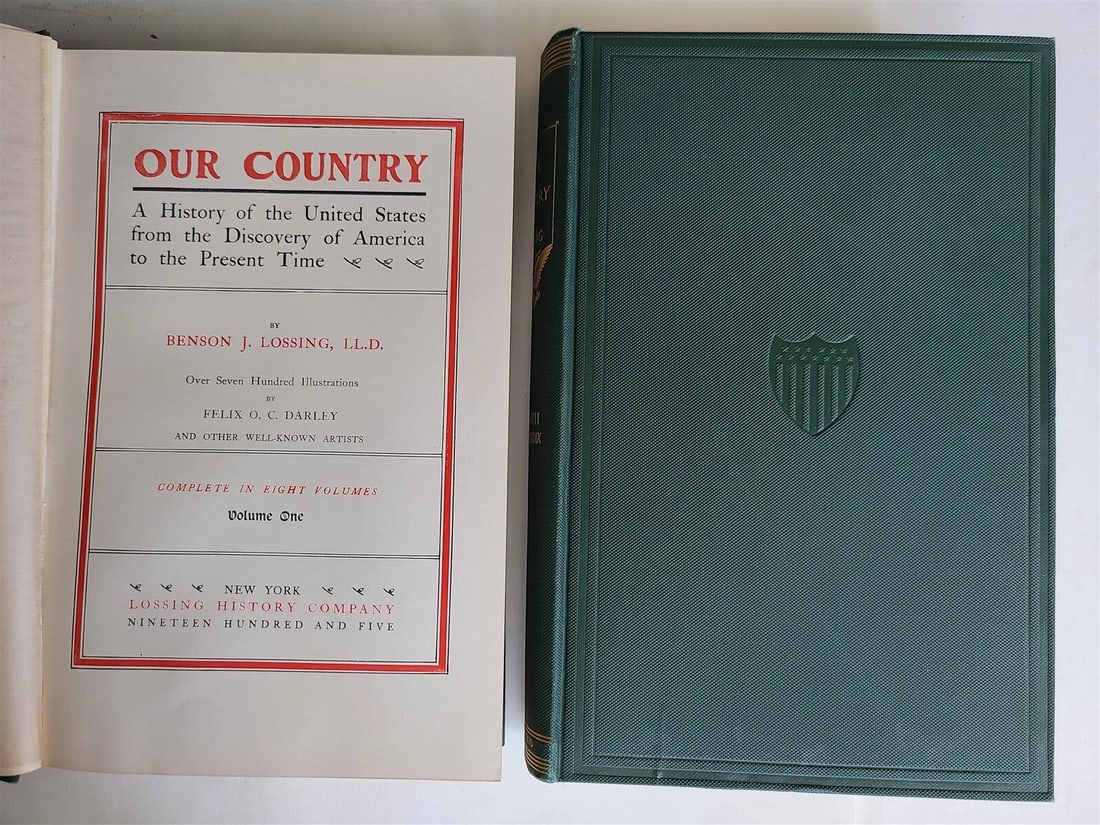 OUR COUNTRY
A History of the United States
from the Discovery of America
to the Present Time
BY
BENSON J. LOSSING, LL.D.
Over Seven Hundred Illustrations
BY
FELIX O. C. DARLEY
AND OTHER WELL-KNOWN ARTISTS
COMPLETE IN EIGHT VOLUMES
Volume One
NEW YORK
LOSSING HISTORY COMPANY
NINETEEN HUNDRED AND FIVE